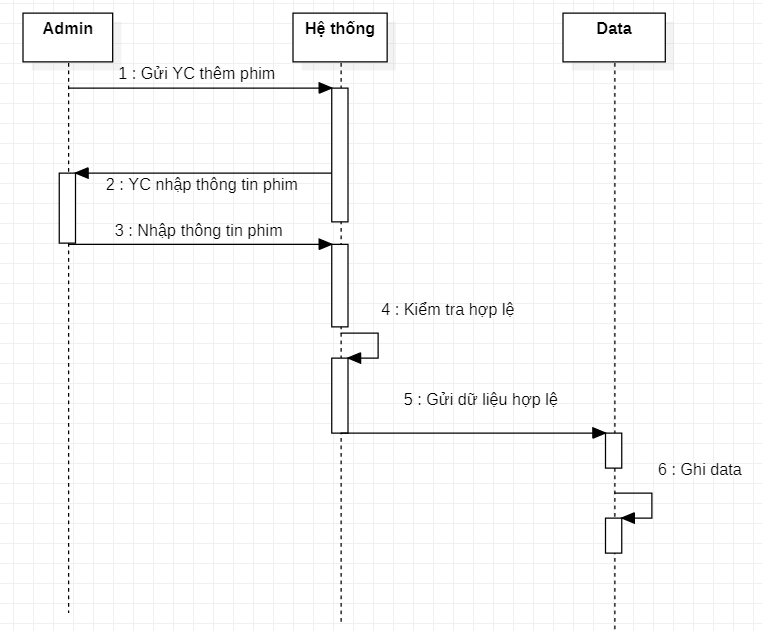 Admin
Hệ thống
Data
1 : Gửi YC thêm phim
2 : YC nhập thông tin phim
3 : Nhập thông tin phim
4 : Kiểm tra hợp lệ
5 : Gửi dữ liệu hợp lệ
6 : Ghi data